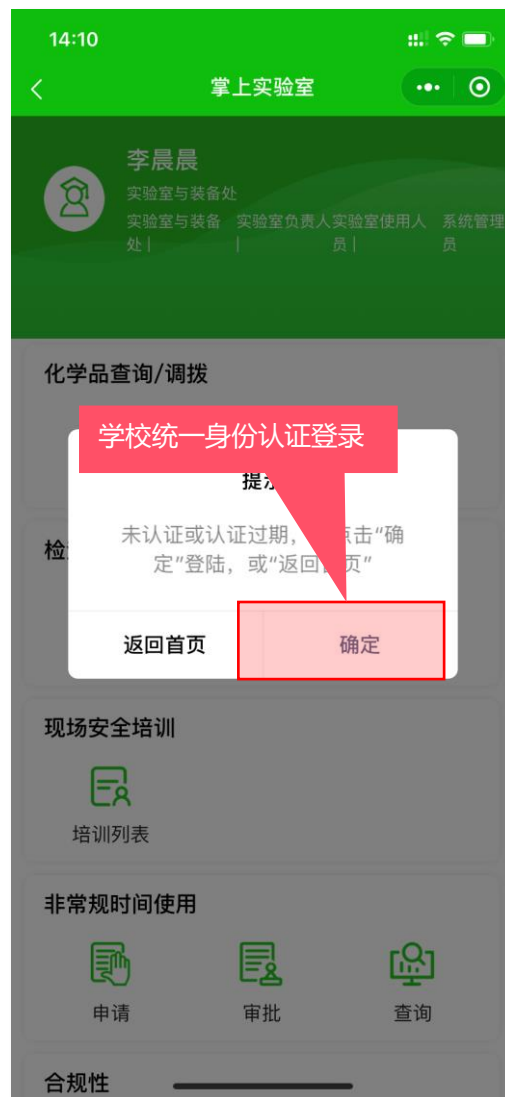 14:10
掌上实验室
李晨晨
实验室与装备处
实验室与装备处 |
实验室负责人 |
实验室使用人员 |
系统管理员
化学品查询/调拨
学校统一身份认证登录
未认证或认证过期,
击“确
定”登陆, 或“返回
页”
检
返回首页
确定
现场安全培训
培训列表
非常规时间使用
申请
审批
查询
合规性